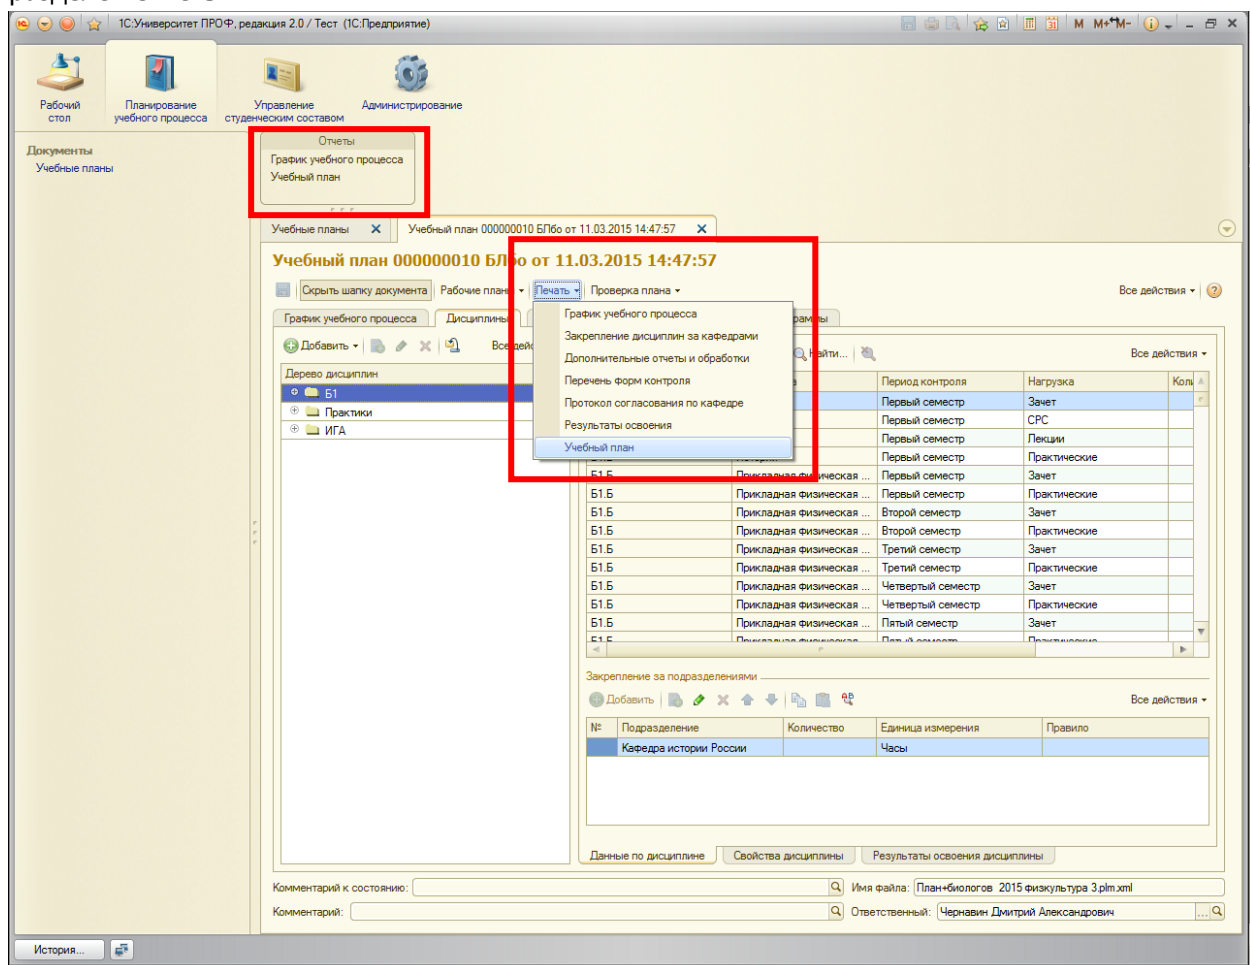 1С:Университет ПРОФ, редакция 2.0 / Тест (1С:Предприятие)
M M+ M-
Рабочий стол
Планирование учебного процесса
Управление студенческим составом
Администрирование
Документы
Учебные планы
Отчеты
График учебного процесса
Учебный план
Учебные планы
Учебный план 000000010 БЛбо от 11.03.2015 14:47:57
Учебный план 000000010 БЛбо от 11.03.2015 14:47:57
Скрыть шапку документа Рабочие планы Печать Проверка плана Все действия
График учебного процесса Дисциплины
Добавить
Найти... Все действия
Дерево дисциплин
Б1
Практики
ИГА
График учебного процесса
Закрепление дисциплин за кафедрами
Дополнительные отчеты и обработки
Перечень форм контроля
Протокол согласования по кафедре
Результаты освоения
Учебный план
Период контроля Нагрузка
Первый семестр Зачет
Первый семестр СРС
Первый семестр Лекции
Первый семестр Практические
Б1.Б Прикладная физическая ... Первый семестр Зачет
Б1.Б Прикладная физическая ... Первый семестр Практические
Б1.Б Прикладная физическая ... Второй семестр Зачет
Б1.Б Прикладная физическая ... Второй семестр Практические
Б1.Б Прикладная физическая ... Третий семестр Зачет
Б1.Б Прикладная физическая ... Третий семестр Практические
Б1.Б Прикладная физическая ... Четвертый семестр Зачет
Б1.Б Прикладная физическая ... Четвертый семестр Практические
Б1.Б Прикладная физическая ... Пятый семестр Зачет
Б1.Б Прикладная физическая ... Пятый семестр Практические
Закрепление за подразделениями
Добавить Все действия
№ Подразделение Количество Единица измерения Правило
Кафедра истории России Часы
Данные по дисциплине Свойства дисциплины Результаты освоения дисциплины
Комментарий к состоянию: Имя файла: План+биологов 2015 физкультура 3.plm.xml
Комментарий: Ответственный: Чернавин Дмитрий Александрович
История...